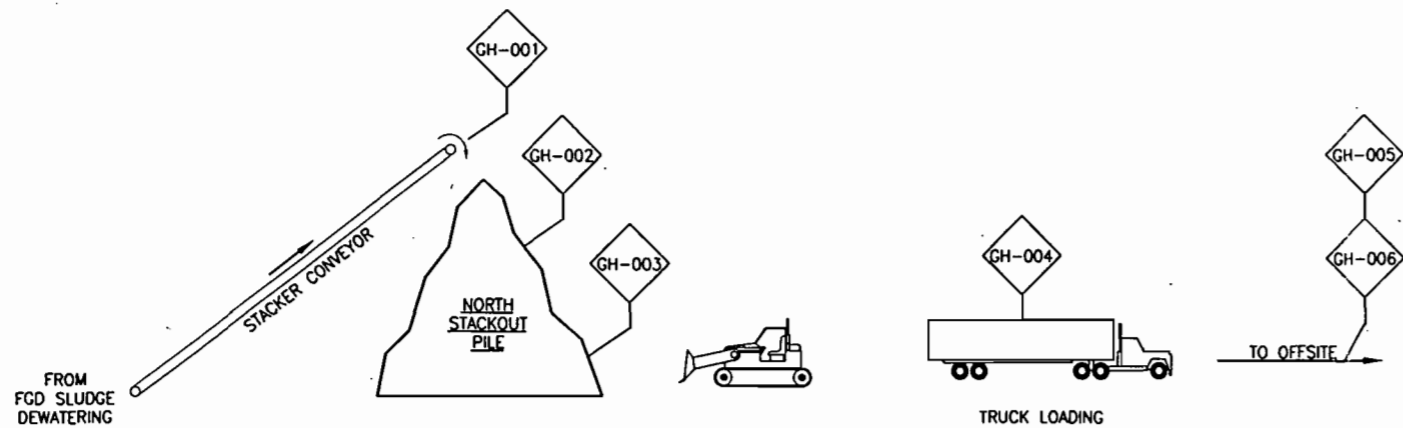 GH-001
GH-002
GH-003
STACKER CONVEYOR
NORTH
STACKOUT
PILE
FROM
FGD SLUDGE
DEWATERING
GH-004
TRUCK LOADING
GH-005
GH-006
TO OFFSITE